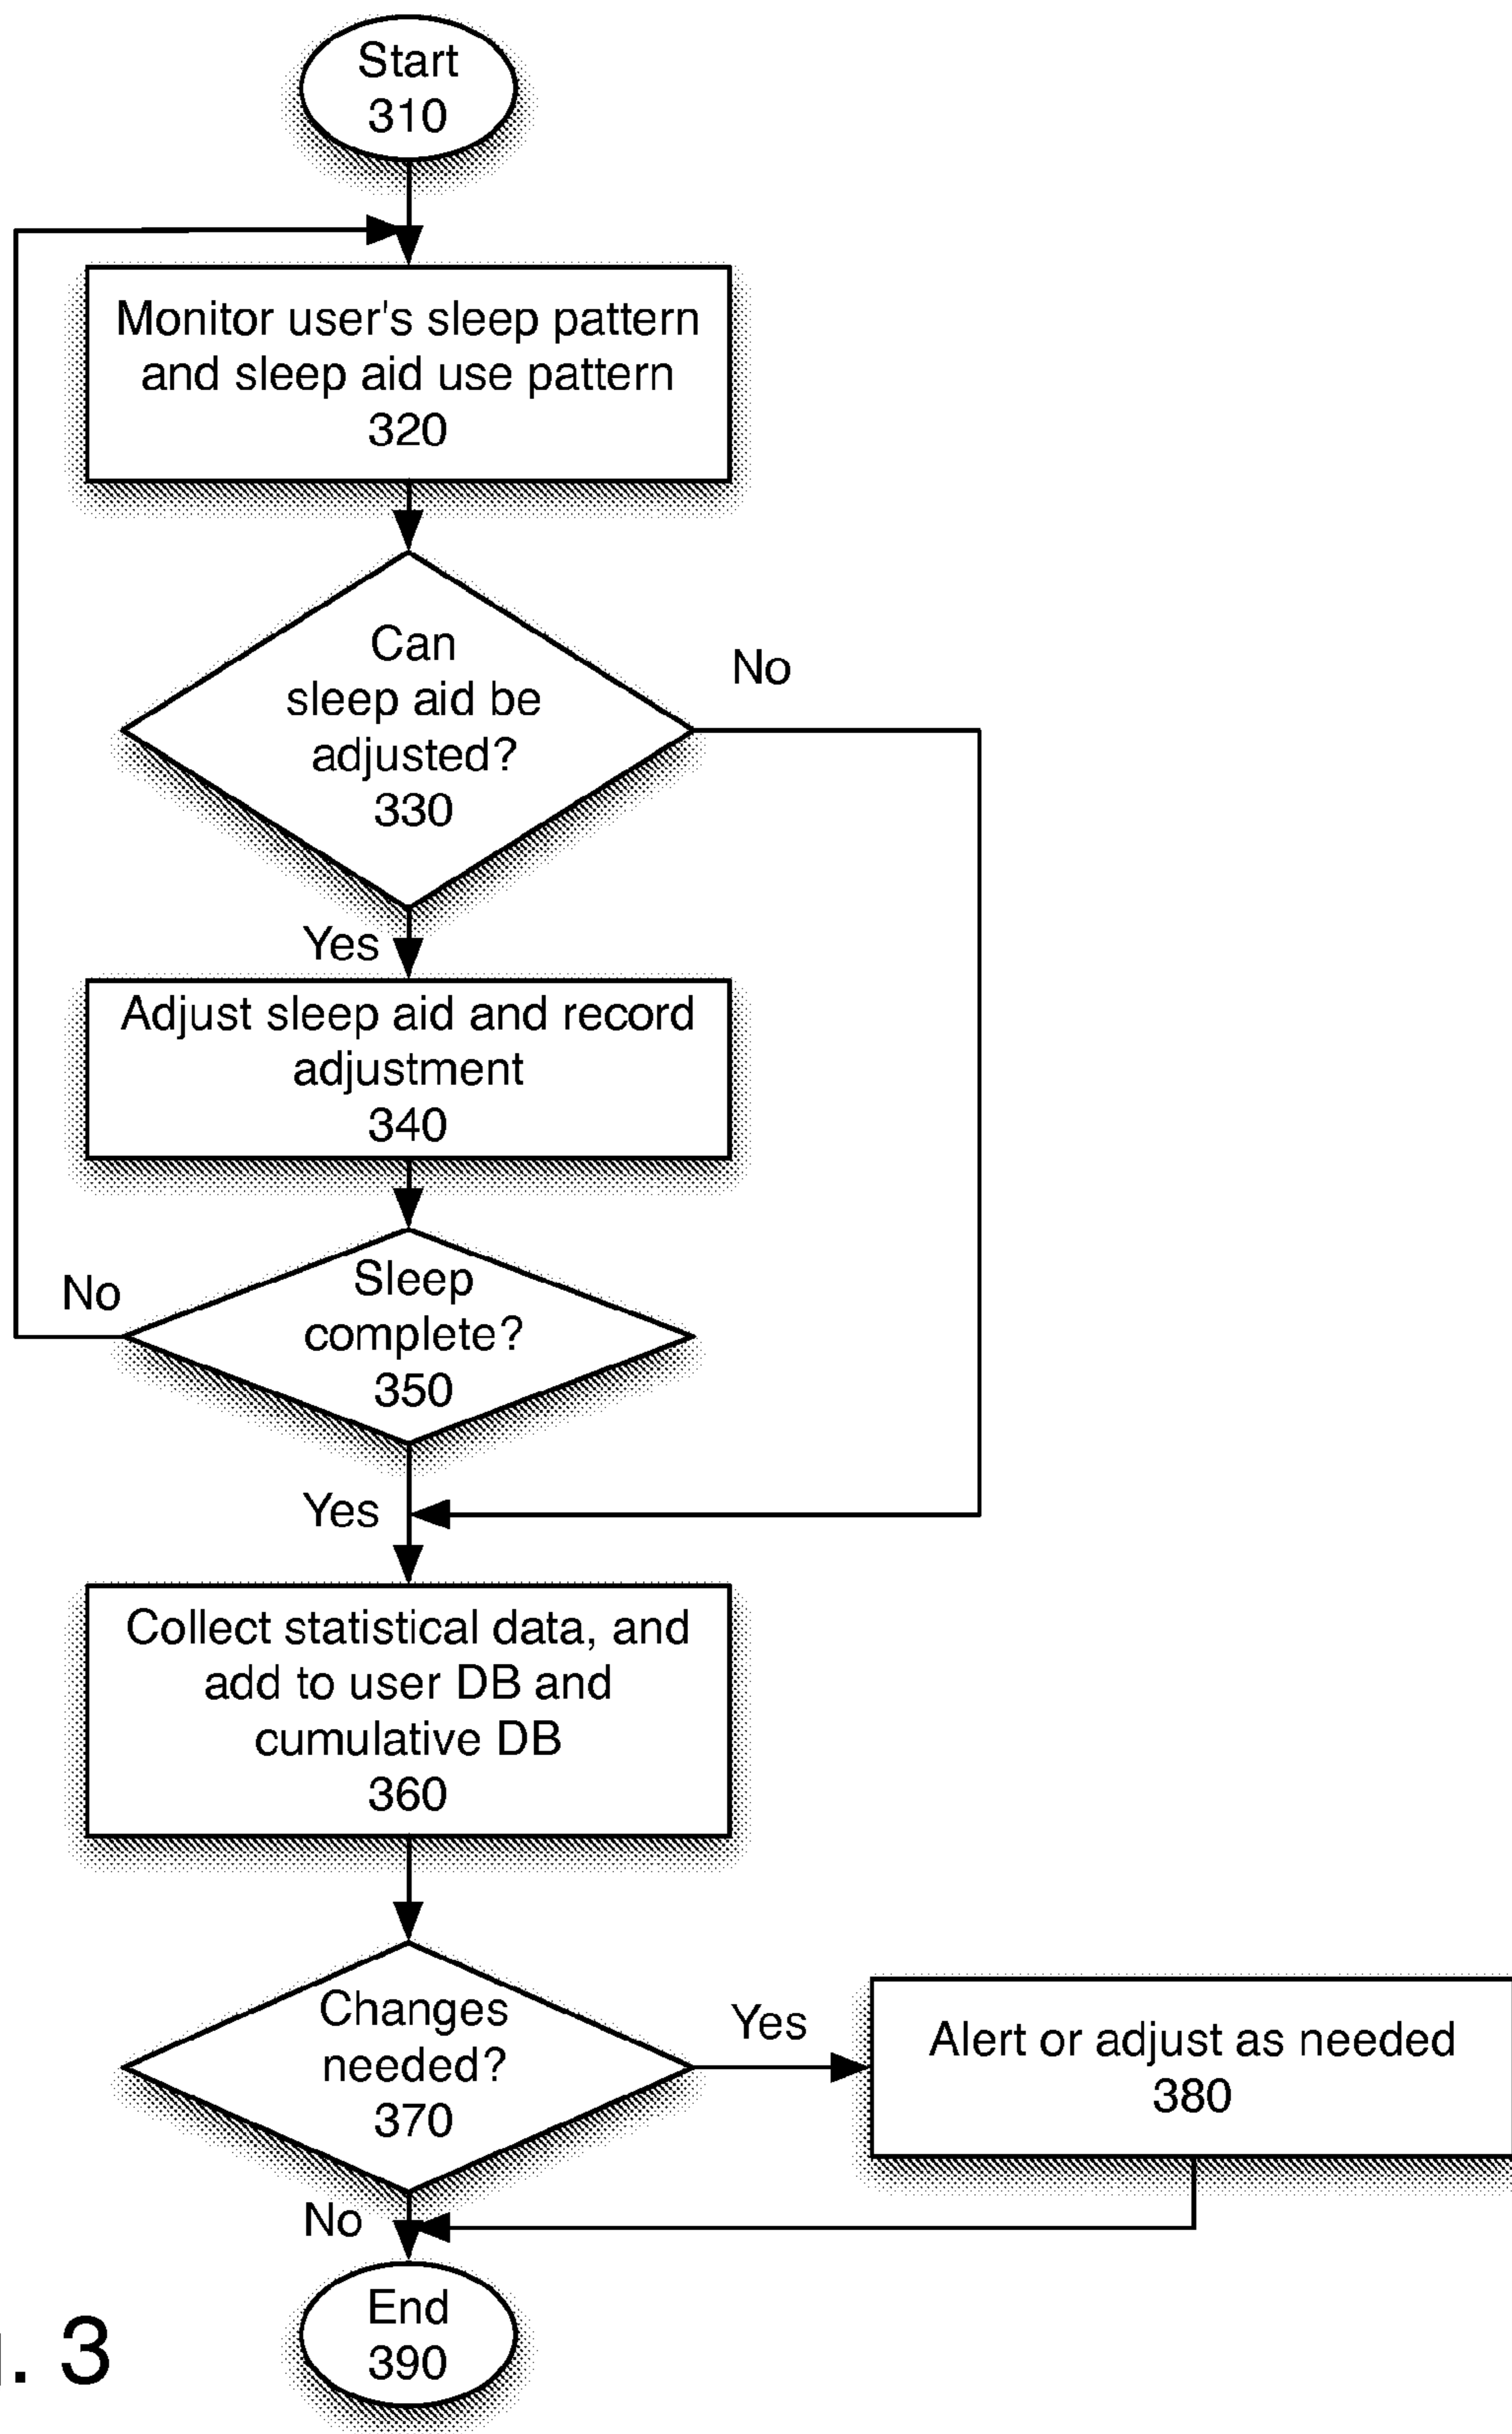 Start
310
Monitor user's sleep pattern
and sleep aid use pattern
320
Can
sleep aid be
adjusted?
330
No
Yes
Adjust sleep aid and record
adjustment
340
Sleep
complete?
350
No
Yes
Collect statistical data, and
add to user DB and
cumulative DB
360
Changes
needed?
370
Yes
Alert or adjust as needed
380
No
End
390
. 3